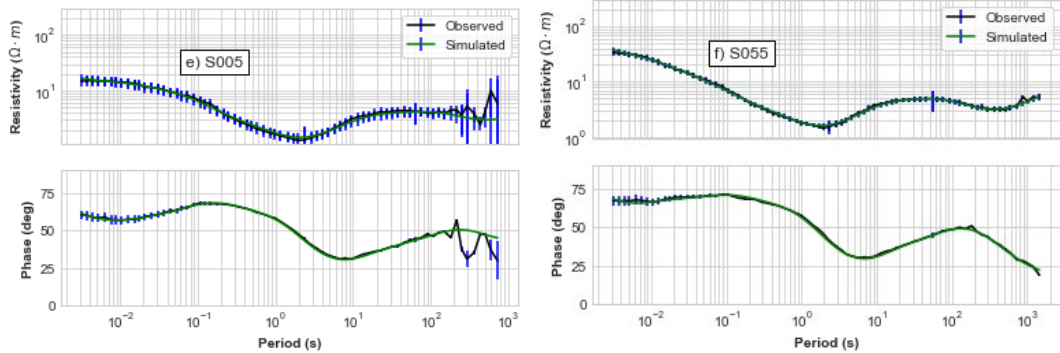 Resistivity (Ω · m)
10²
10¹
e) S005
Observed
Simulated
Phase (deg)
75
50
25
0
10⁻² 10⁻¹ 10⁰ 10¹ 10² 10³
Period (s)
Resistivity (Ω · m)
10²
10¹
10⁰
f) S055
Observed
Simulated
Phase (deg)
75
50
25
0
10⁻² 10⁻¹ 10⁰ 10¹ 10² 10³
Period (s)